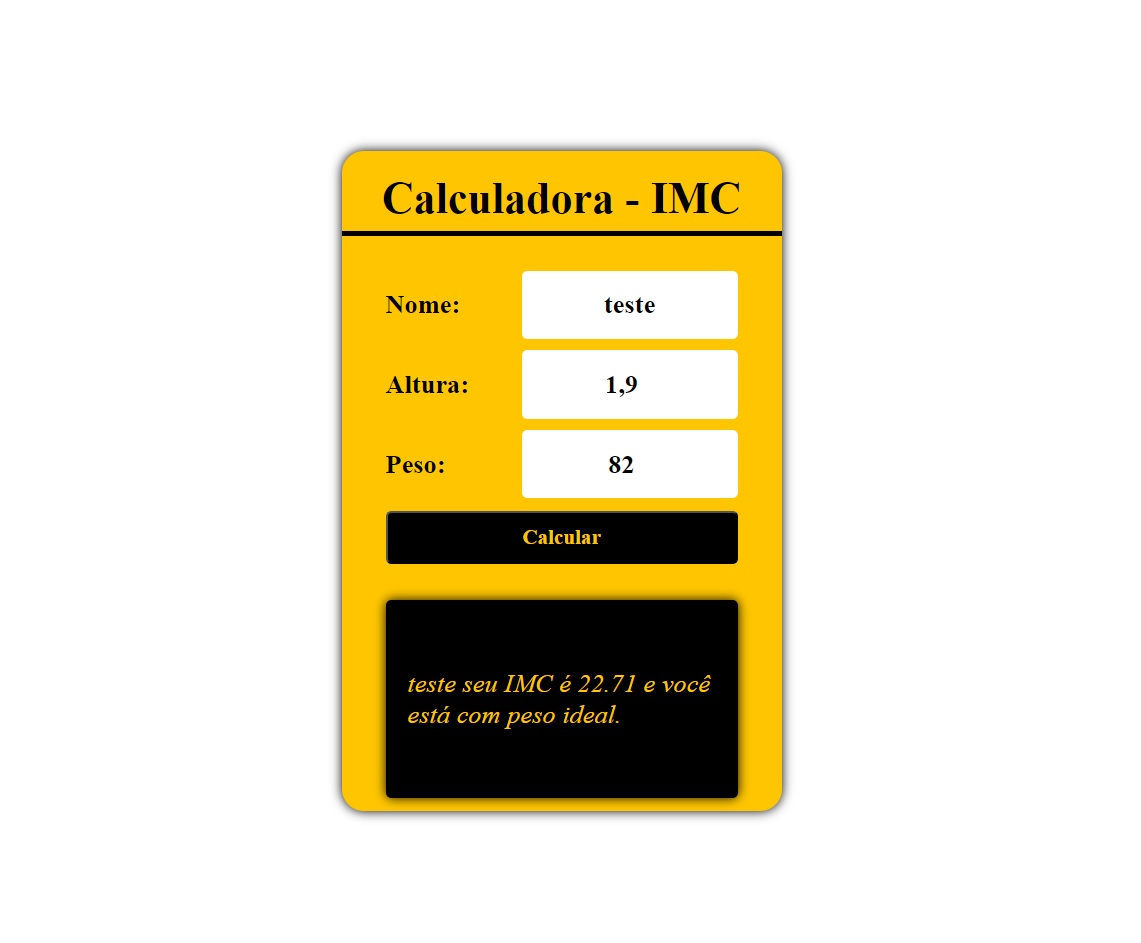 Calculadora - IMC
Nome: teste
Altura: 1,9
Peso: 82
Calcular
teste seu IMC é 22.71 e você
está com peso ideal.